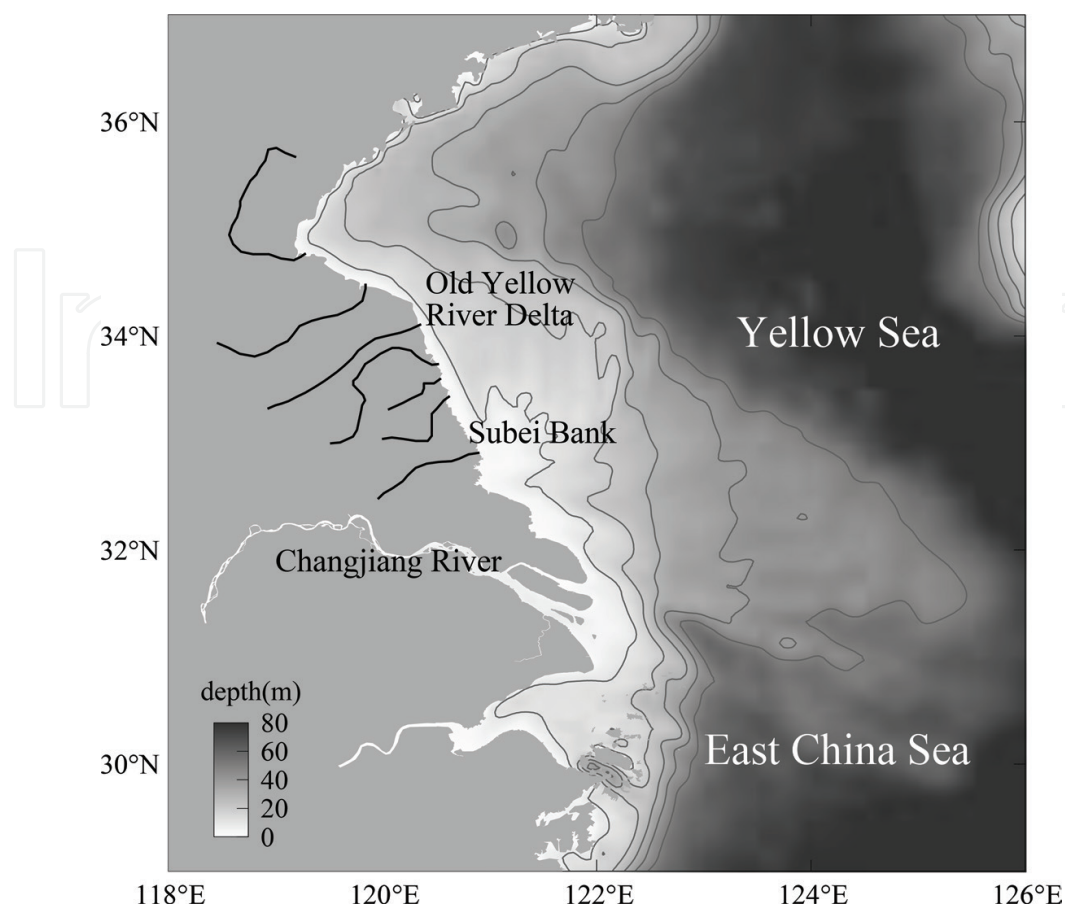 36°N
Old Yellow
River Delta
34°N
Yellow Sea
Subei Bank
32°N
Changjiang River
depth(m)
80
60
40
20
0
East China Sea
30°N
118°E
120°E
122°E
124°E
126°E